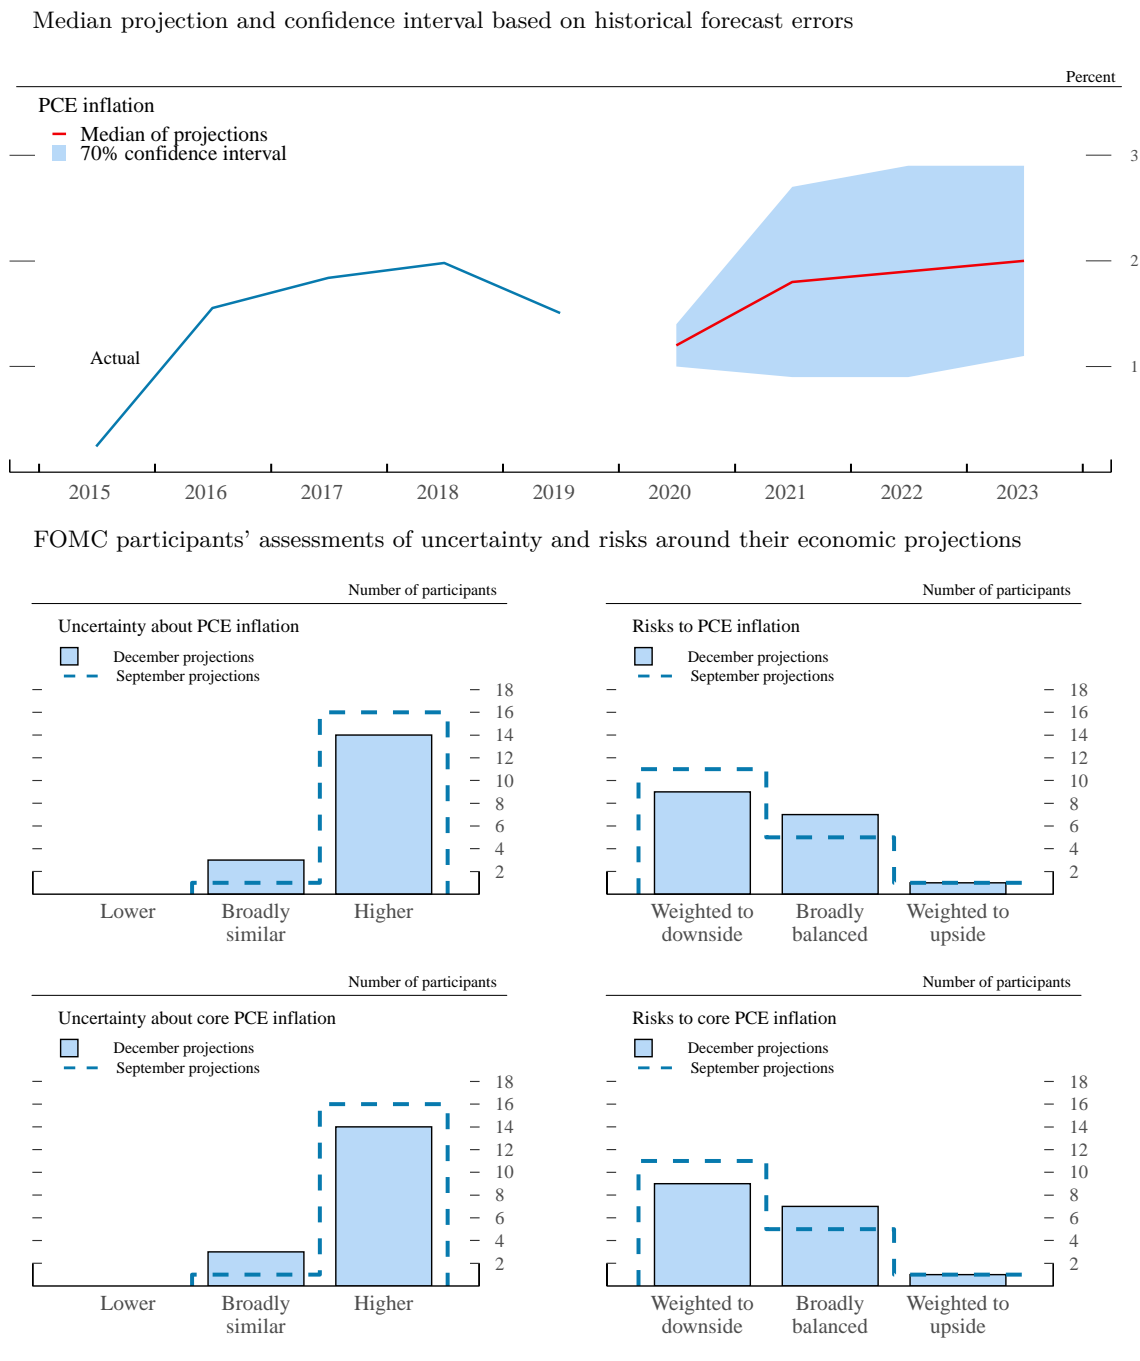 Median projection and confidence interval based on historical forecast errors
Percent
PCE inflation
Median of projections
70% confidence interval
3
2
1
Actual
2015 2016 2017 2018 2019 2020 2021 2022 2023
FOMC participants' assessments of uncertainty and risks around their economic projections
Number of participants
Uncertainty about PCE inflation
December projections
September projections
18
16
14
12
10
8
6
4
2
Lower Broadly similar Higher
Number of participants
Risks to PCE inflation
December projections
September projections
18
16
14
12
10
8
6
4
2
Weighted to downside Broadly balanced Weighted to upside
Number of participants
Uncertainty about core PCE inflation
December projections
September projections
18
16
14
12
10
8
6
4
2
Lower Broadly similar Higher
Number of participants
Risks to core PCE inflation
December projections
September projections
18
16
14
12
10
8
6
4
2
Weighted to downside Broadly balanced Weighted to upside